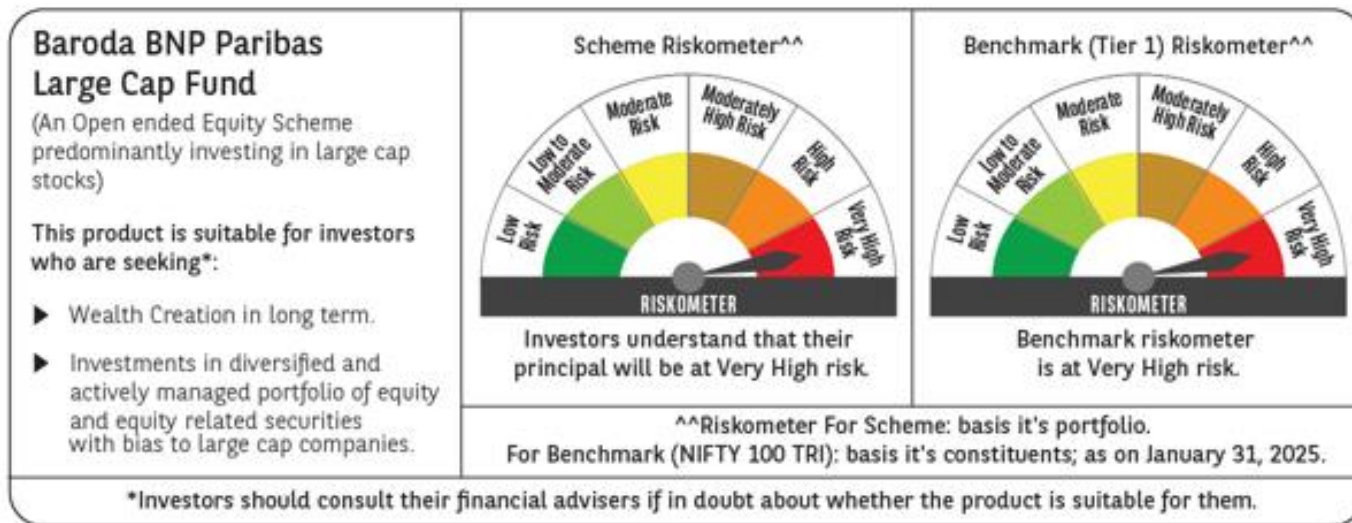 Baroda BNP Paribas
Large Cap Fund
(An Open ended Equity Scheme
predominantly investing in large cap
stocks)
This product is suitable for investors
who are seeking*:
▶ Wealth Creation in long term.
▶ Investments in diversified and
actively managed portfolio of equity
and equity related securities
with bias to large cap companies.
Scheme Riskometer^^
Low
Risk
Low to
Moderate
Risk
Moderate
Risk
Moderately
High Risk
High
Risk
Very High
Risk
RISKOMETER
Investors understand that their
principal will be at Very High risk.
Benchmark (Tier 1) Riskometer^^
Low
Risk
Low to
Moderate
Risk
Moderate
Risk
Moderately
High Risk
High
Risk
Very High
Risk
RISKOMETER
Benchmark riskometer
is at Very High risk.
^^Riskometer For Scheme: basis it's portfolio.
For Benchmark (NIFTY 100 TRI): basis it's constituents; as on January 31, 2025.
*Investors should consult their financial advisers if in doubt about whether the product is suitable for them.